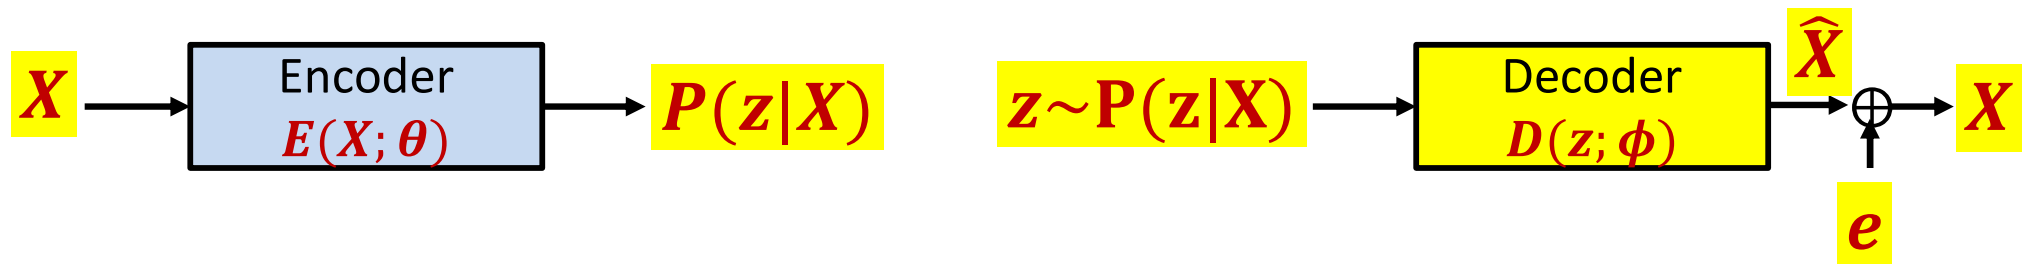 X
Encoder
E(X; θ)
P(z|X)
z~P(z|X)
Decoder
D(z; ϕ)
X̂
X
e